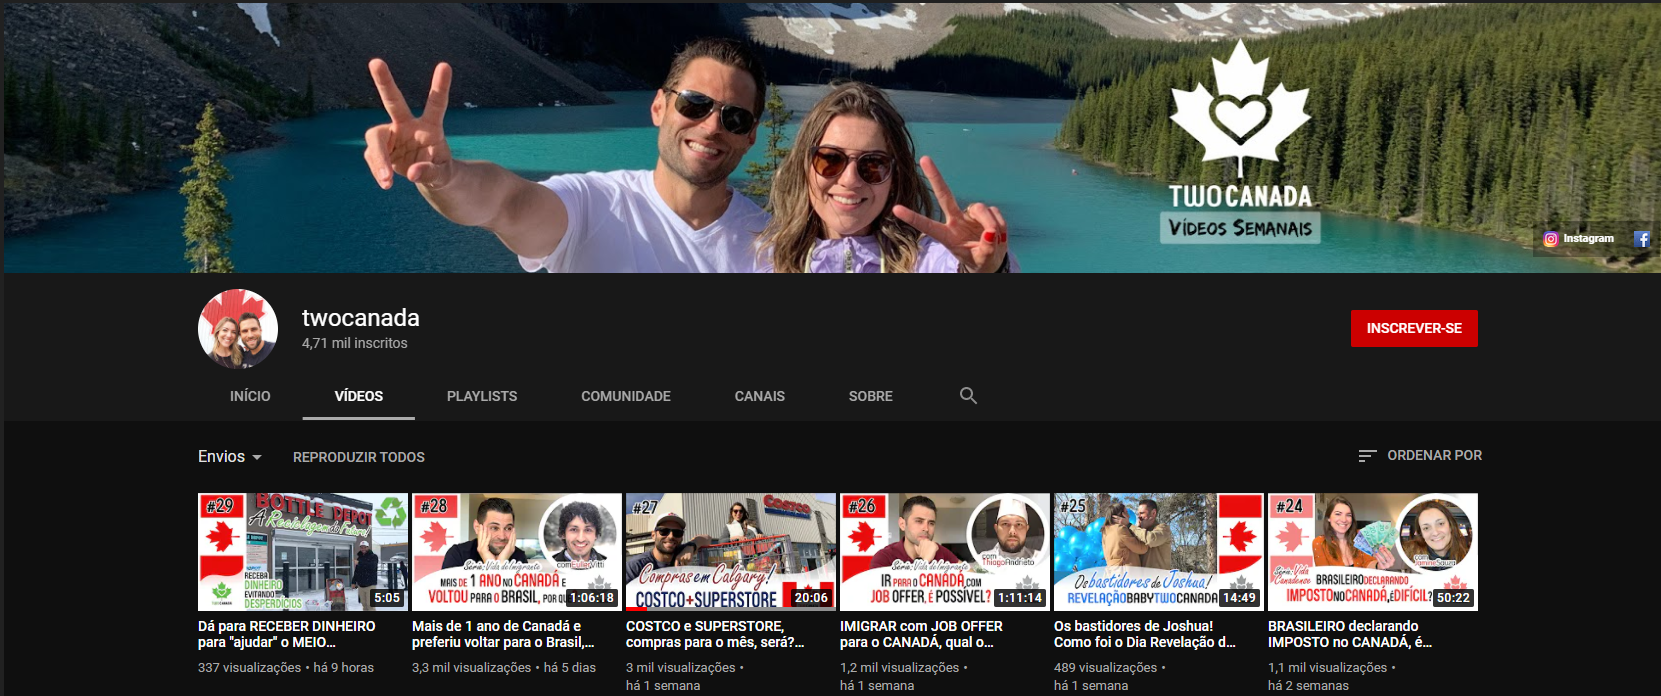 TWO CANADA
VÍDEOS SEMANAIS
Instagram
twocanada
4,71 mil inscritos
INSCREVER-SE
INÍCIO
VÍDEOS
PLAYLISTS
COMUNIDADE
CANAIS
SOBRE
Envios
REPRODUZIR TODOS
ORDENAR POR
#29
BOTTLE DEPOT
A Reciclagem do Futuro!
RECEBA
DINHEIRO
EVITANDO
DESPERDÍCIOS
5:05
Dá para RECEBER DINHEIRO
para "ajudar" o MEIO...
337 visualizações • há 9 horas
#28
Série: Vida de Imigrante
com Euller Vitti
MAIS DE 1 ANO NO CANADÁ E
VOLTOU PARA O BRASIL, POR QU
1:06:18
Mais de 1 ano de Canadá e
preferiu voltar para o Brasil,...
3,3 mil visualizações • há 5 dias
#27
Costco
Compras em Calgary!
COSTCO+SUPERSTORE
20:06
COSTCO e SUPERSTORE,
compras para o mês, será?...
3 mil visualizações •
há 1 semana
#26
Série: Vida de Imigrante
com
Thiago Andrieto
IR PARA O CANADÁ COM
JOB OFFER, É POSSÍVEL?
1:11:14
IMIGRAR com JOB OFFER
para o CANADÁ, qual o...
1,2 mil visualizações •
há 1 semana
#25
Os bastidores de Joshua!
REVELAÇÃO BABY TWOCANADA
14:49
Os bastidores de Joshua!
Como foi o Dia Revelação d...
489 visualizações •
há 1 semana
#24
Série: Vida
Canadense
com
Jamine Souza
BRASILEIRO DECLARANDO
IMPOSTO NO CANADÁ, É DIFÍCIL?
50:22
BRASILEIRO declarando
IMPOSTO no CANADÁ, é...
1,1 mil visualizações •
há 2 semanas